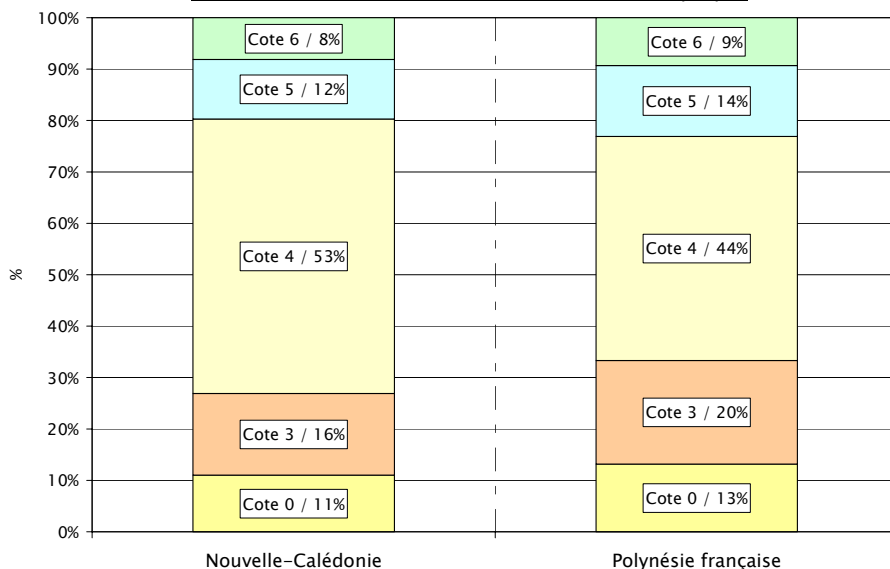 100%
90%
80%
70%
60%
50%
40%
30%
20%
10%
0%
%
Cote 6 / 8%
Cote 5 / 12%
Cote 4 / 53%
Cote 3 / 16%
Cote 0 / 11%
Cote 6 / 9%
Cote 5 / 14%
Cote 4 / 44%
Cote 3 / 20%
Cote 0 / 13%
Nouvelle-Calédonie
Polynésie française